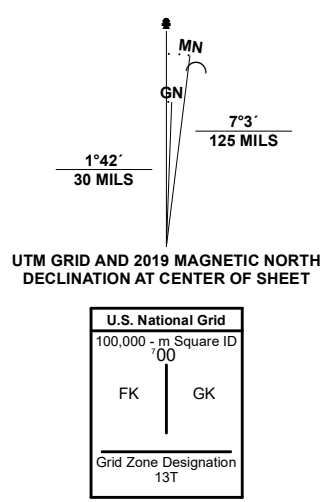 MN
GN
7°3´
125 MILS
1°42´
30 MILS
UTM GRID AND 2019 MAGNETIC NORTH
DECLINATION AT CENTER OF SHEET
U.S. National Grid
100,000 - m Square ID
⁷00
FK GK
Grid Zone Designation
13T